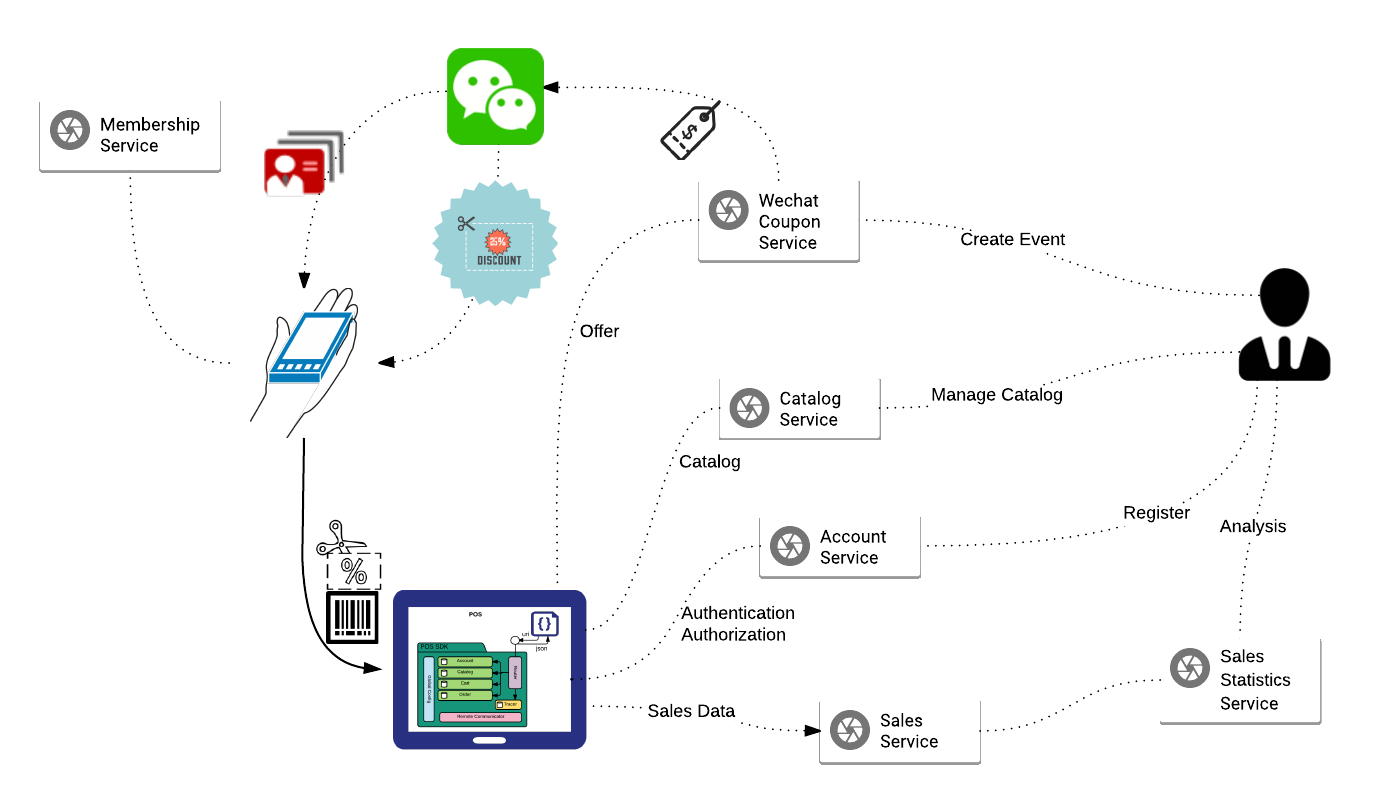 Membership
Service
Wechat
Coupon
Service
Create Event
25%
DISCOUNT
Offer
Catalog
Service
Manage Catalog
Catalog
Register
Account
Service
Analysis
%
Authentication
Authorization
POS
{}
url
json
POS SDK
Account
Catalog
Cart
Order
Global Config
Router
Tracer
Remote Communicator
Sales Data
Sales
Service
Sales
Statistics
Service